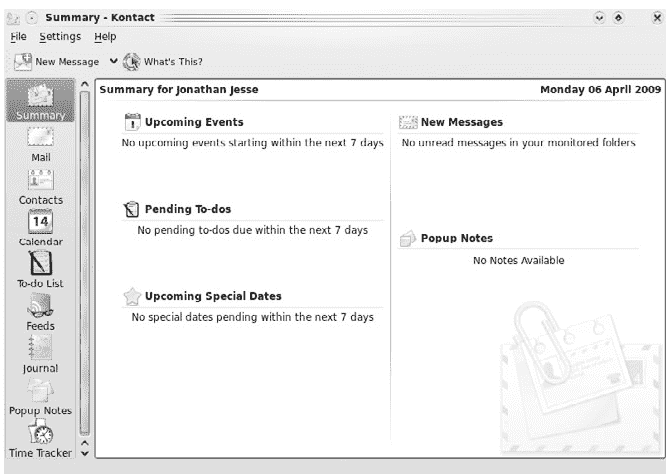 Summary - Kontact
File Settings Help
New Message What's This?
Summary for Jonathan Jesse Monday 06 April 2009
Summary
Mail
Contacts
14
Calendar
To-do List
Feeds
Journal
Popup Notes
Time Tracker
Upcoming Events
No upcoming events starting within the next 7 days
Pending To-dos
No pending to-dos due within the next 7 days
Upcoming Special Dates
No special dates pending within the next 7 days
New Messages
No unread messages in your monitored folders
Popup Notes
No Notes Available